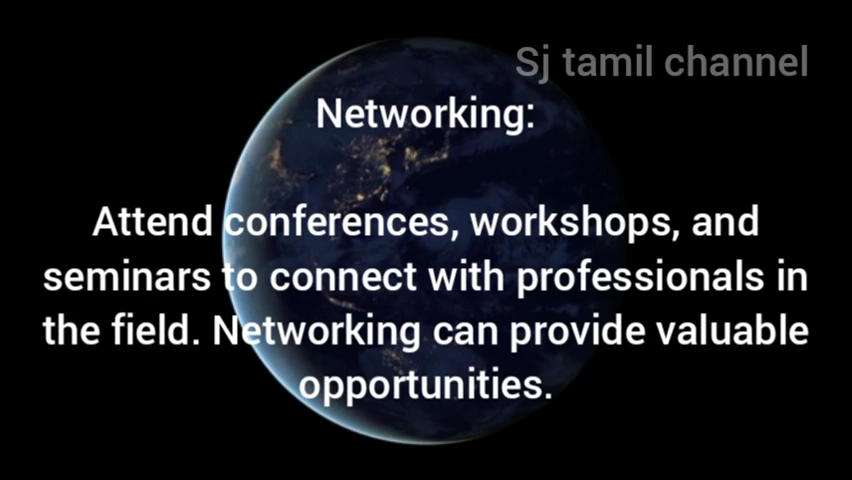 Sj tamil channel
Networking:
Attend conferences, workshops, and
seminars to connect with professionals in
the field. Networking can provide valuable
opportunities.